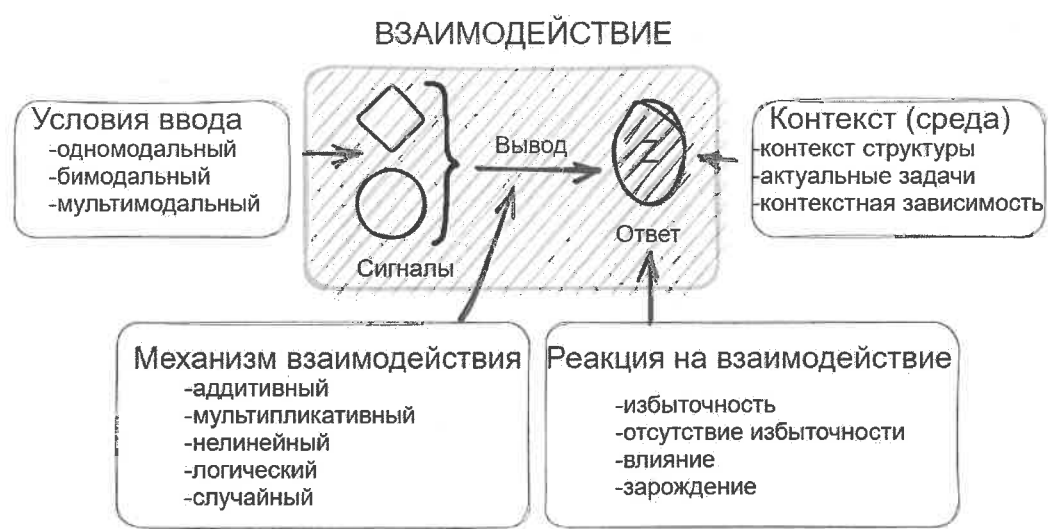 ВЗАИМОДЕЙСТВИЕ
Условия ввода
-одномодальный
-бимодальный
-мультимодальный
Сигналы
Вывод
Z
Ответ
Контекст (среда)
-контекст структуры
-актуальные задачи
-контекстная зависимость
Механизм взаимодействия
-аддитивный
-мультипликативный
-нелинейный
-логический
-случайный
Реакция на взаимодействие
-избыточность
-отсутствие избыточности
-влияние
-зарождение